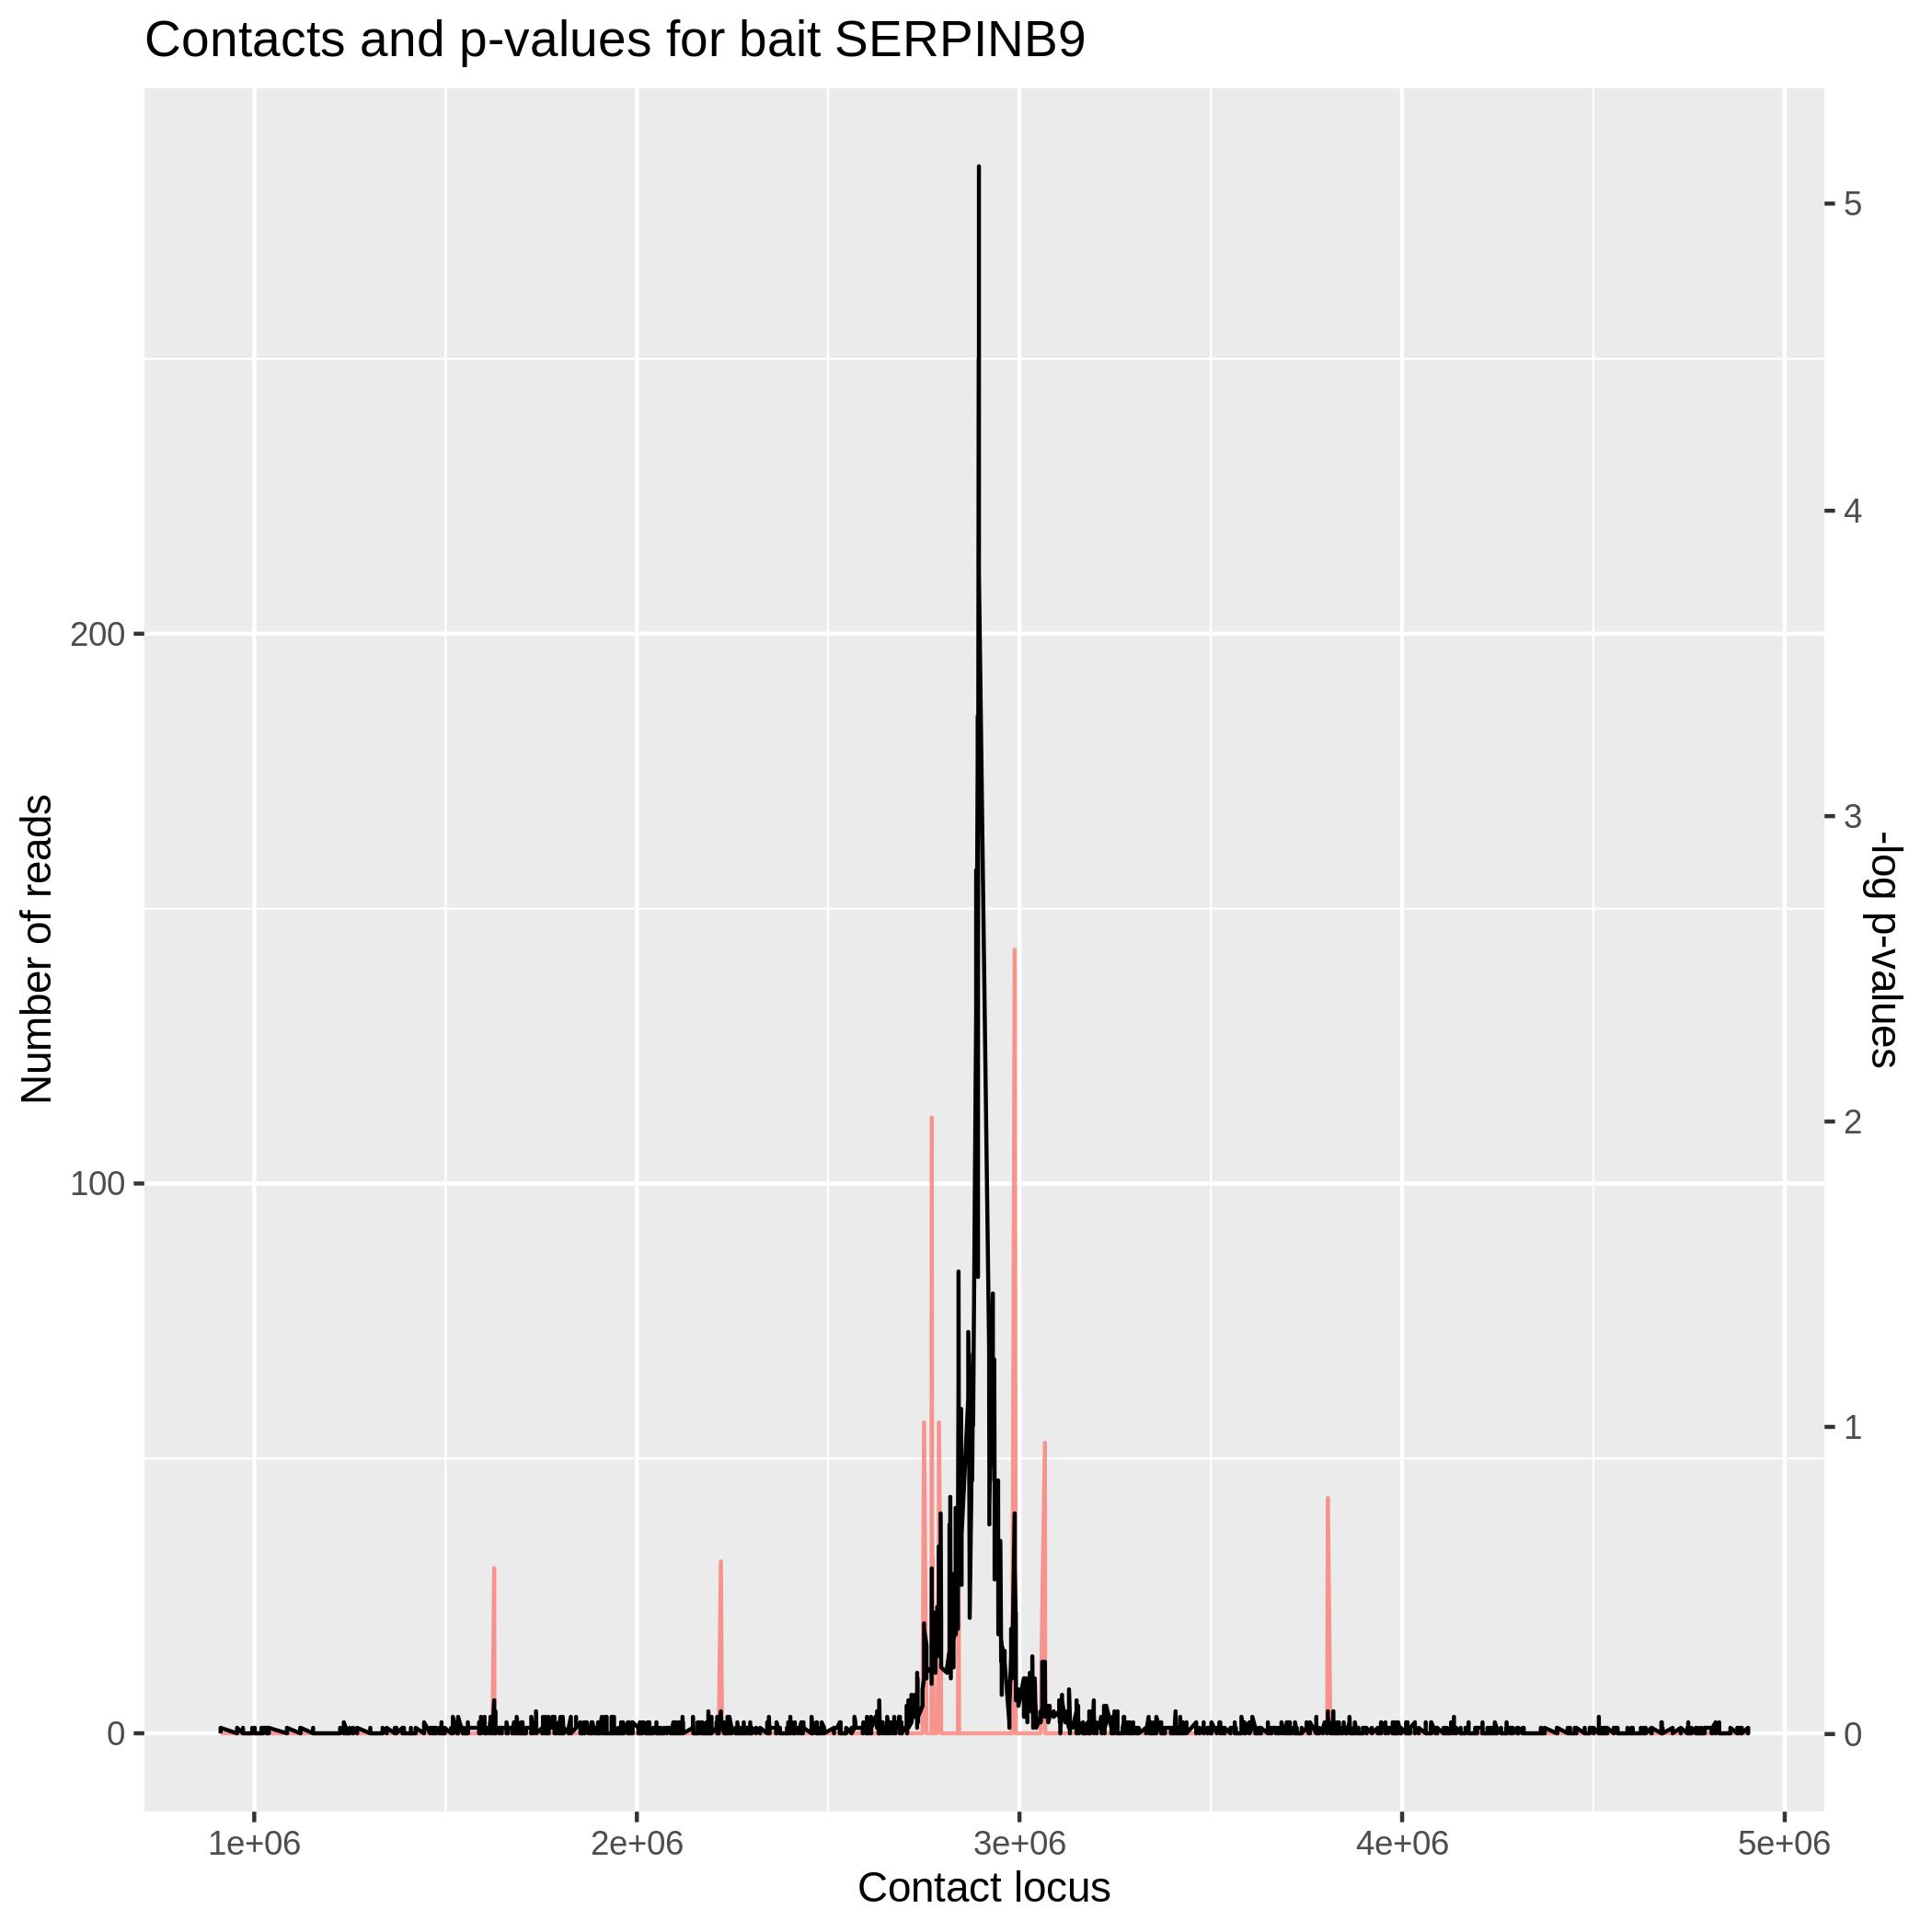 Contacts and p-values for bait SERPINB9
Number of reads
200
100
0
5
4
3
2
1
0
-log p-values
1e+06
2e+06
3e+06
4e+06
5e+06
Contact locus